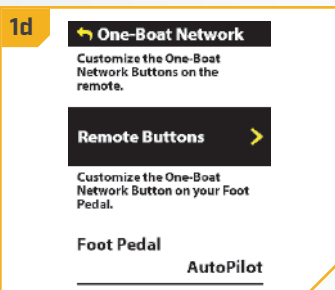 1d
One-Boat Network
Customize the One-Boat
Network Buttons on the
remote.
Remote Buttons >
Customize the One-Boat
Network Button on your Foot
Pedal.
Foot Pedal
AutoPilot